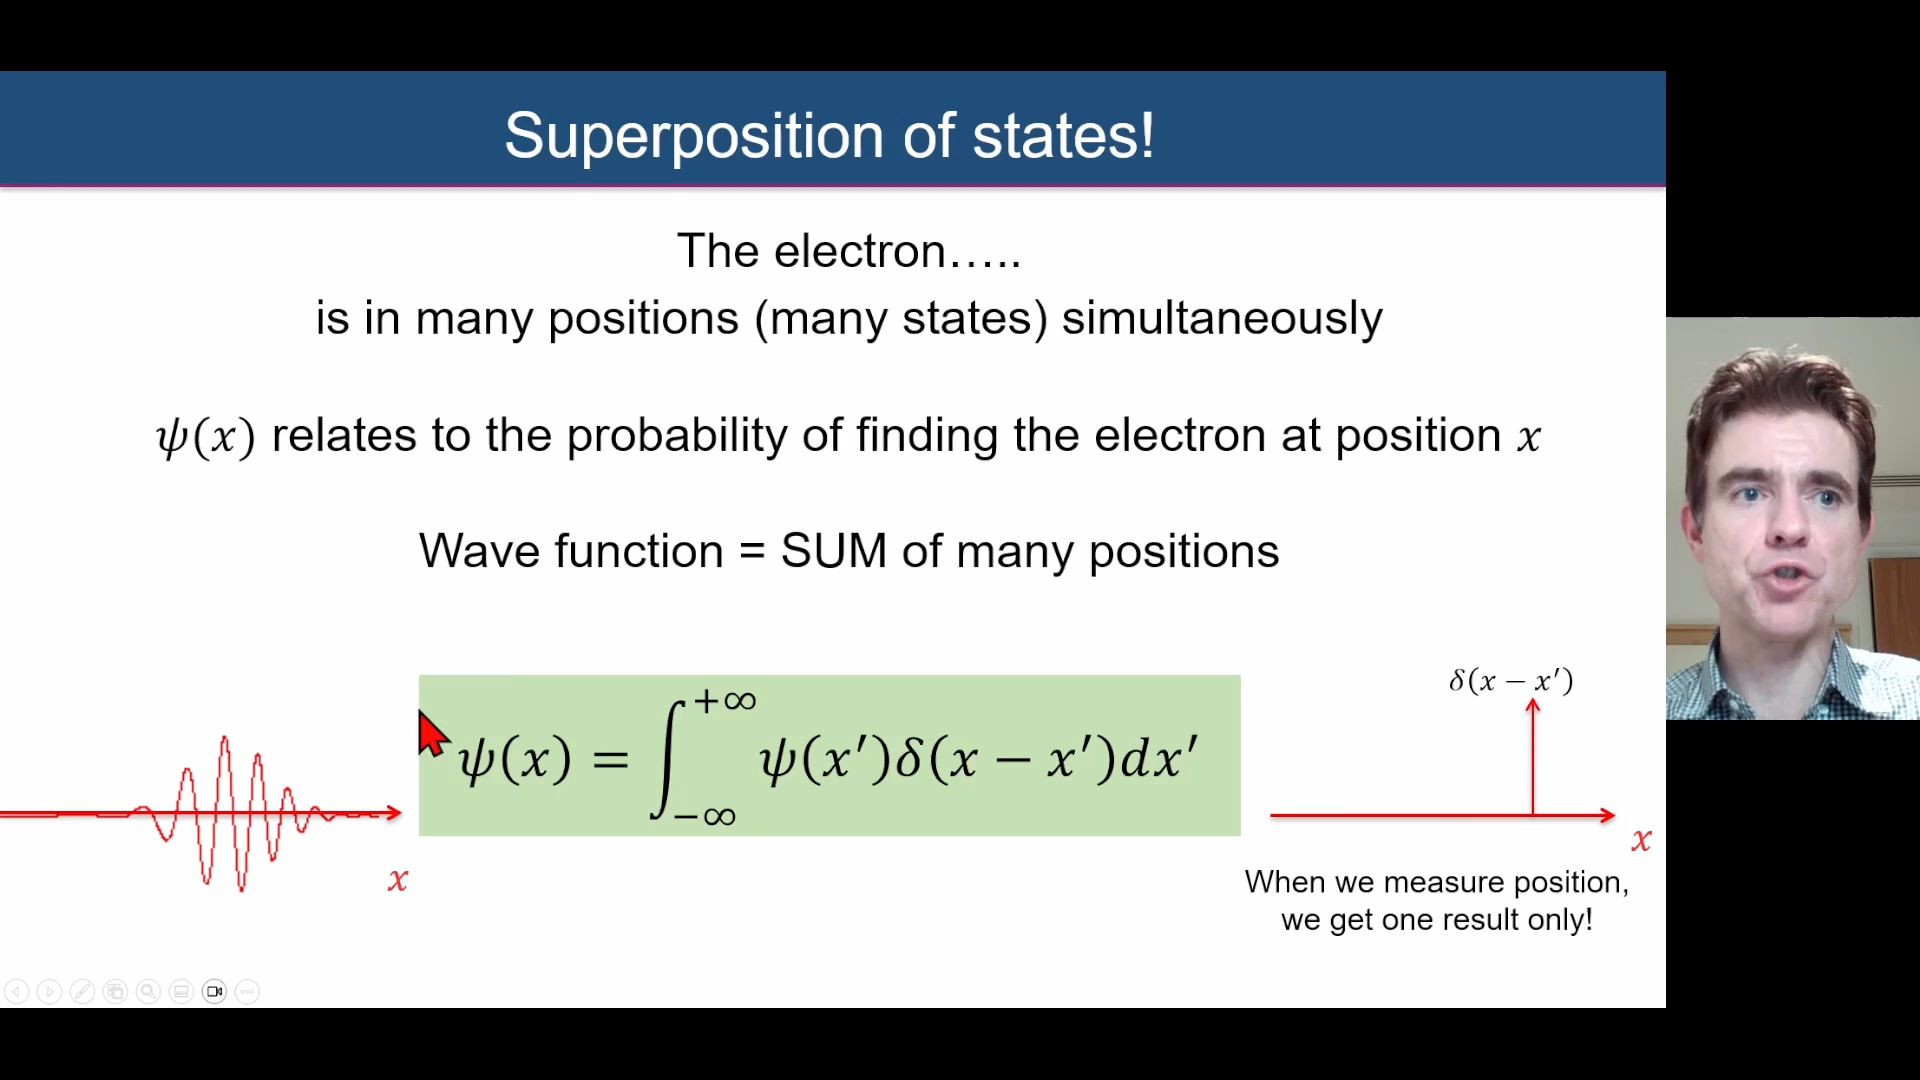 Superposition of states!
The electron…..
is in many positions (many states) simultaneously
ψ(x) relates to the probability of finding the electron at position x
Wave function = SUM of many positions
ψ(x) = ∫_{−∞}^{+∞} ψ(x′)δ(x − x′)dx′
x
δ(x − x′)
x
When we measure position,
we get one result only!